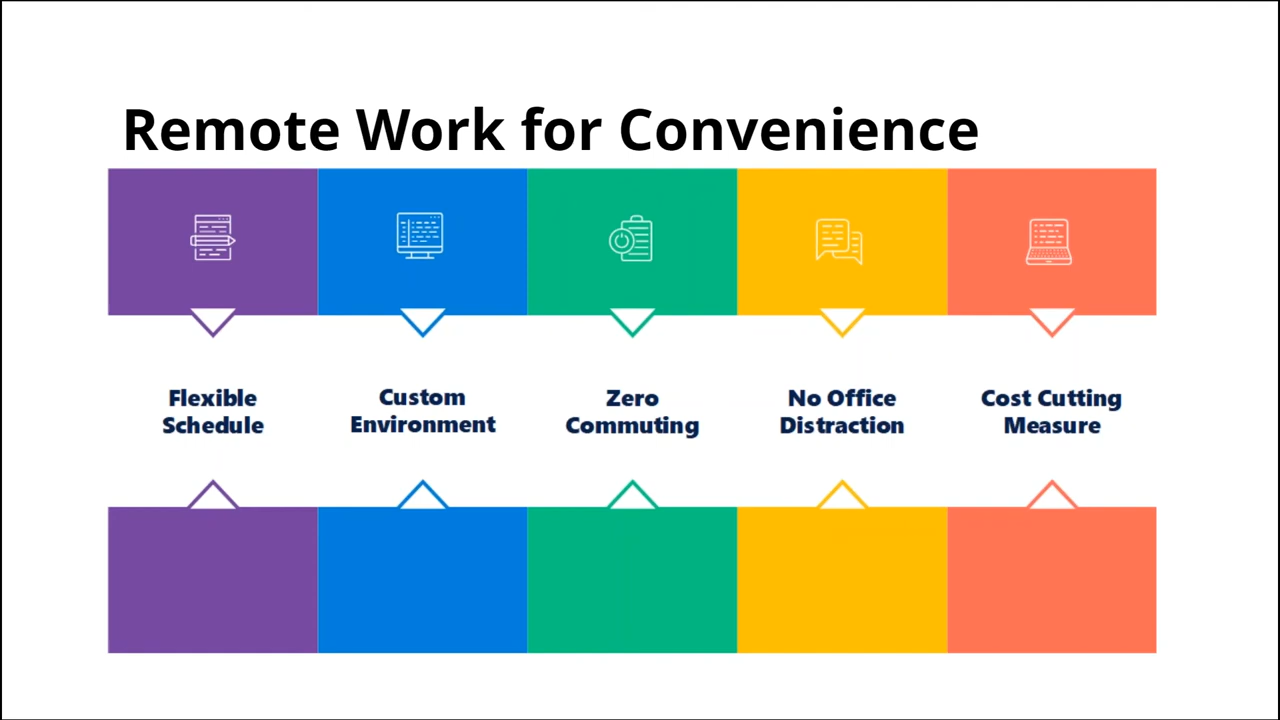 Remote Work for Convenience
Flexible
Schedule
Custom
Environment
Zero
Commuting
No Office
Distraction
Cost Cutting
Measure